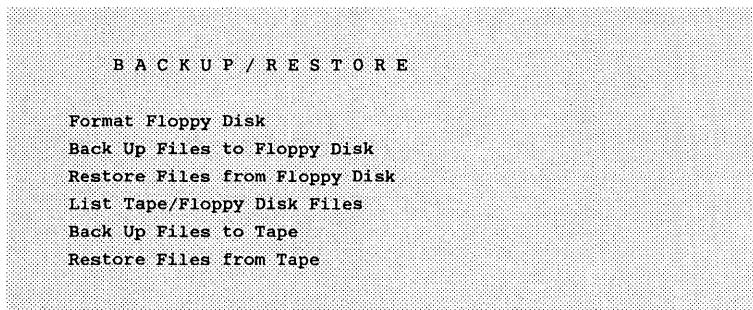 B A C K U P / R E S T O R E
Format Floppy Disk
Back Up Files to Floppy Disk
Restore Files from Floppy Disk
List Tape/Floppy Disk Files
Back Up Files to Tape
Restore Files from Tape